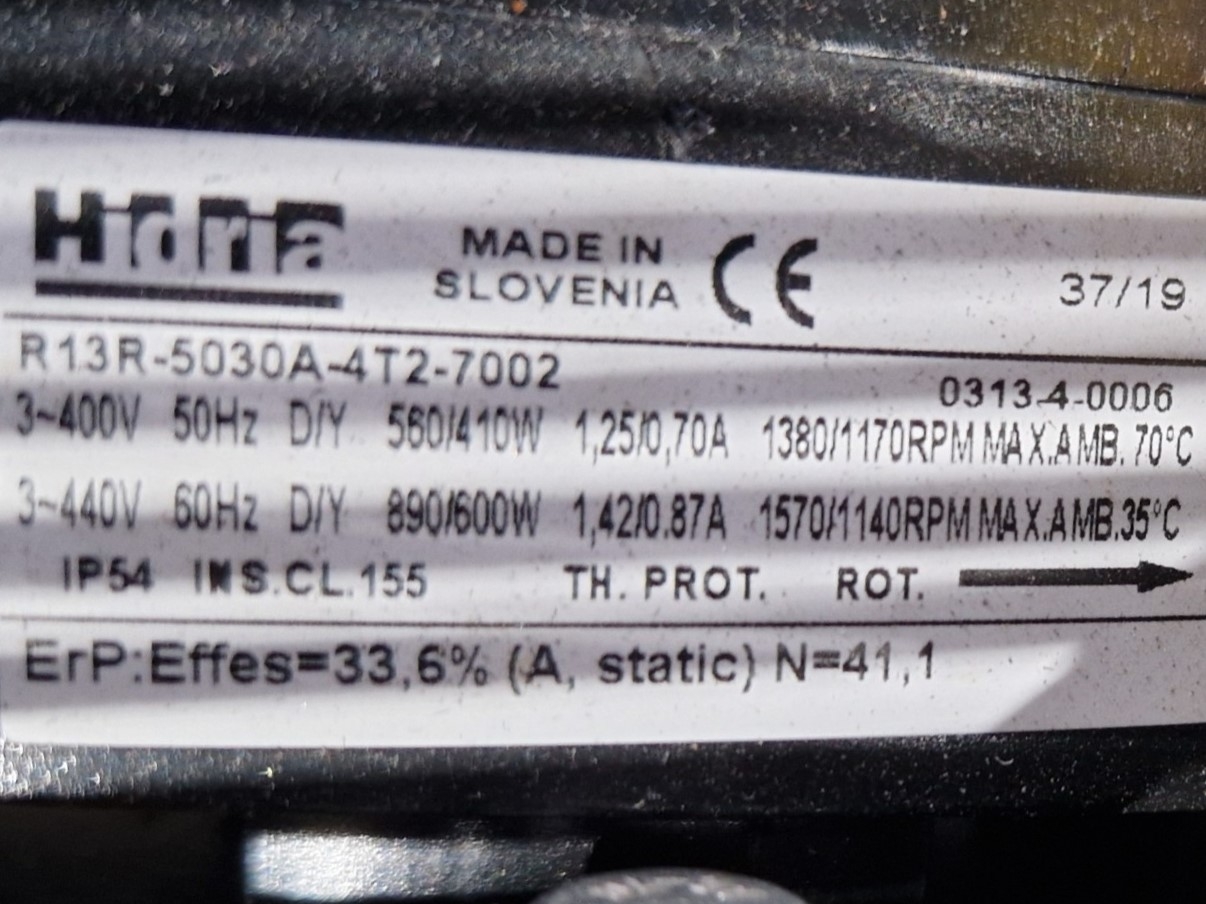 Hidria
MADE IN
SLOVENIA CE 37/19
R13R-5030A-4T2-7002
0313-4-0006
3~400V 50Hz D/Y 560/410W 1,25/0,70A 1380/1170RPM MAX.AMB. 70°C
3~440V 60Hz D/Y 890/600W 1,42/0.87A 1570/1140RPM MAX.AMB.35°C
IP54 INS.CL.155 TH. PROT. ROT.
ErP:Effes=33,6% (A, static) N=41,1